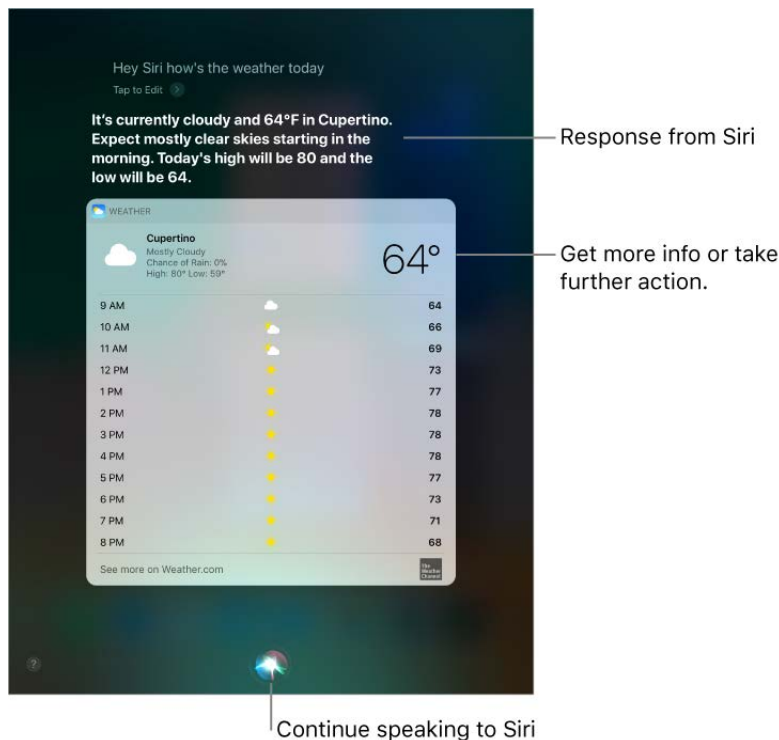 Hey Siri how's the weather today
Tap to Edit
It's currently cloudy and 64°F in Cupertino.
Expect mostly clear skies starting in the
morning. Today's high will be 80 and the
low will be 64.
Response from Siri
WEATHER
Cupertino
Mostly Cloudy
Chance of Rain: 0%
High: 80° Low: 59°
64°
Get more info or take
further action.
9 AM 64
10 AM 66
11 AM 69
12 PM 73
1 PM 77
2 PM 78
3 PM 78
4 PM 78
5 PM 77
6 PM 73
7 PM 71
8 PM 68
See more on Weather.com
The
Weather
Channel
?
Continue speaking to Siri